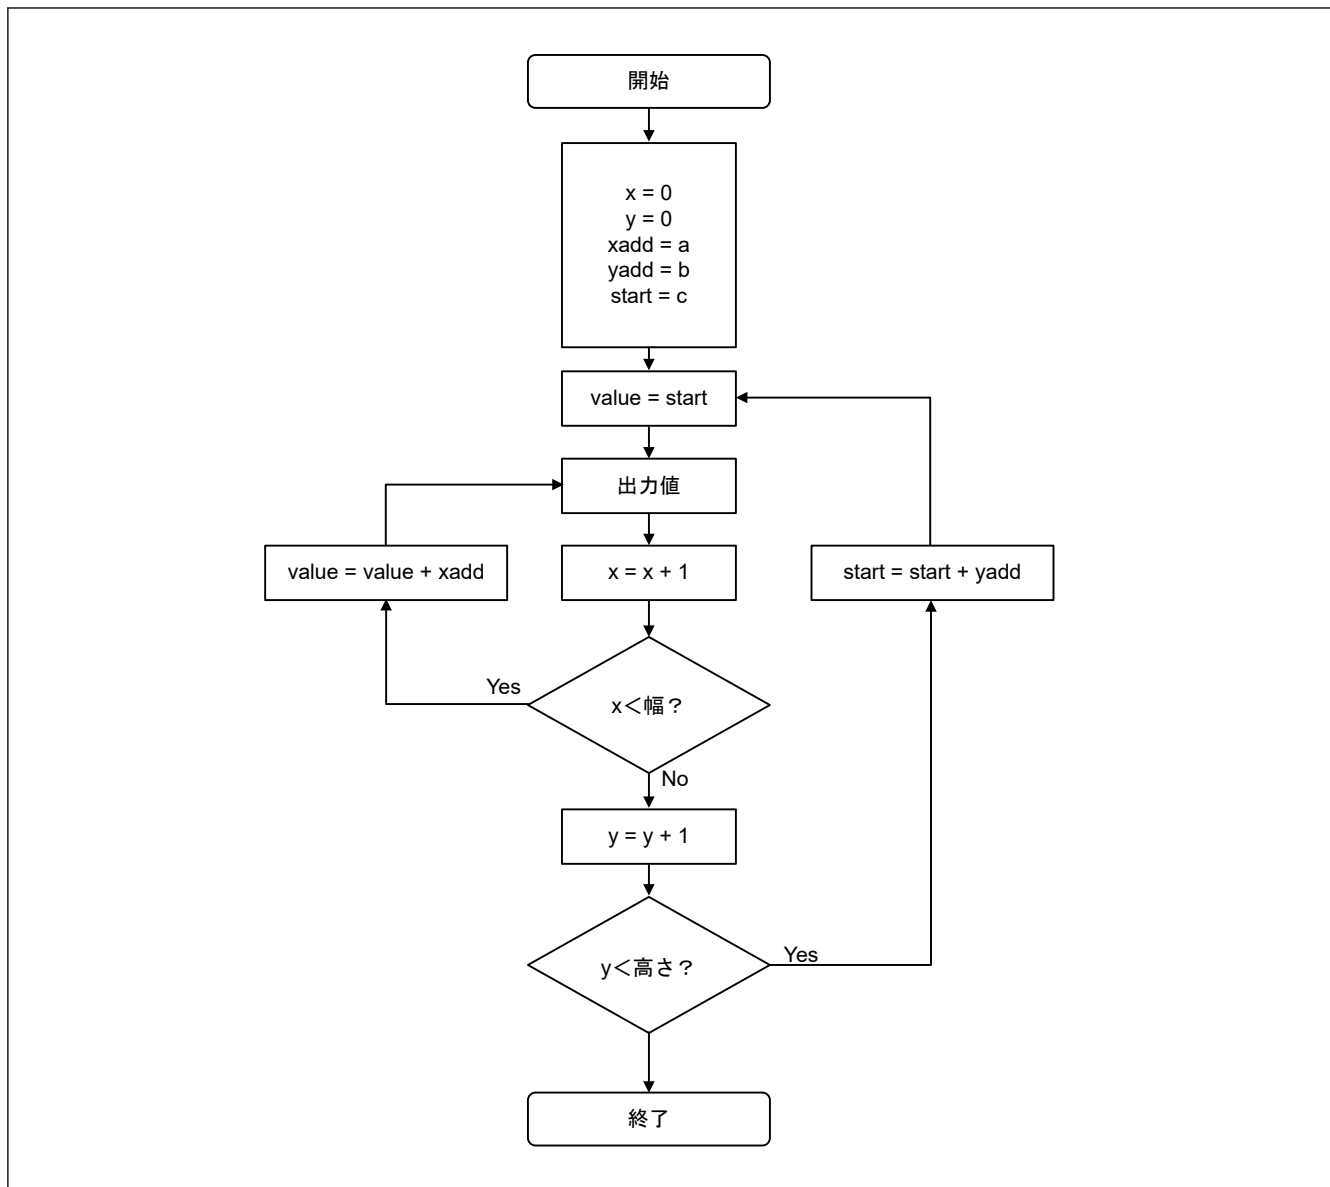 開始
x = 0
y = 0
xadd = a
yadd = b
start = c
value = start
出力値
value = value + xadd
x = x + 1
start = start + yadd
Yes
x＜幅？
No
y = y + 1
y＜高さ？
Yes
終了